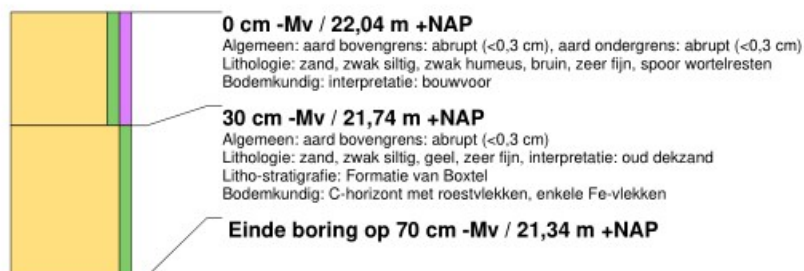 0 cm -Mv / 22,04 m +NAP
Algemeen: aard bovengrens: abrupt (<0,3 cm), aard ondergrens: abrupt (<0,3 cm)
Lithologie: zand, zwak siltig, zwak humeus, bruin, zeer fijn, spoor wortelresten
Bodemkundig: interpretatie: bouwvoor
30 cm -Mv / 21,74 m +NAP
Algemeen: aard bovengrens: abrupt (<0,3 cm)
Lithologie: zand, zwak siltig, geel, zeer fijn, interpretatie: oud dekzand
Litho-stratigrafie: Formatie van Boxtel
Bodemkundig: C-horizont met roestvlekken, enkele Fe-vlekken
Einde boring op 70 cm -Mv / 21,34 m +NAP